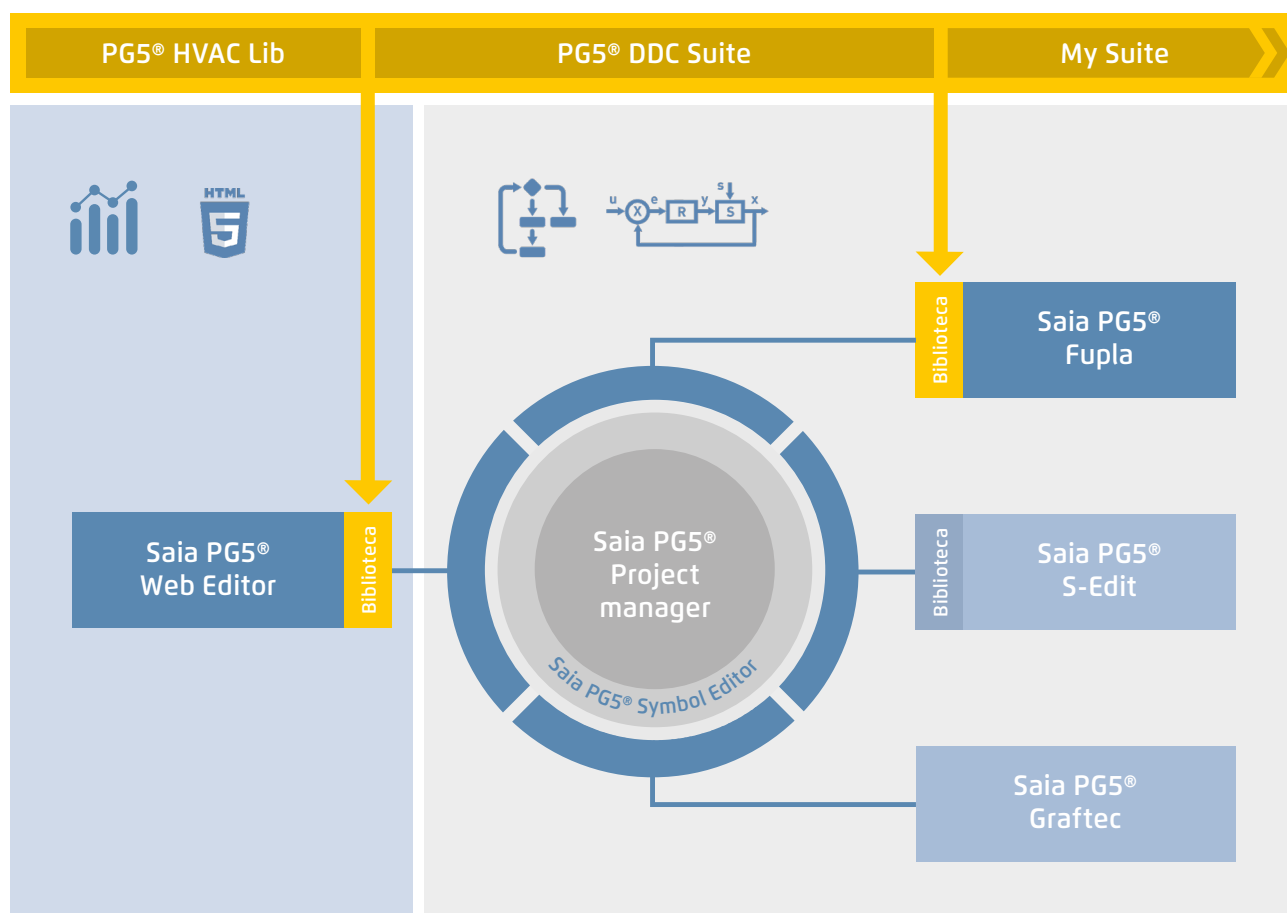 PG5® HVAC Lib
PG5® DDC Suite
My Suite
HTML
5
u
e
y
s
x
X
R
S
Biblioteca
Saia PG5®
Fupla
Saia PG5®
Web Editor
Biblioteca
Saia PG5®
Project
manager
Saia PG5® Symbol Editor
Biblioteca
Saia PG5®
S-Edit
Saia PG5®
Graftec